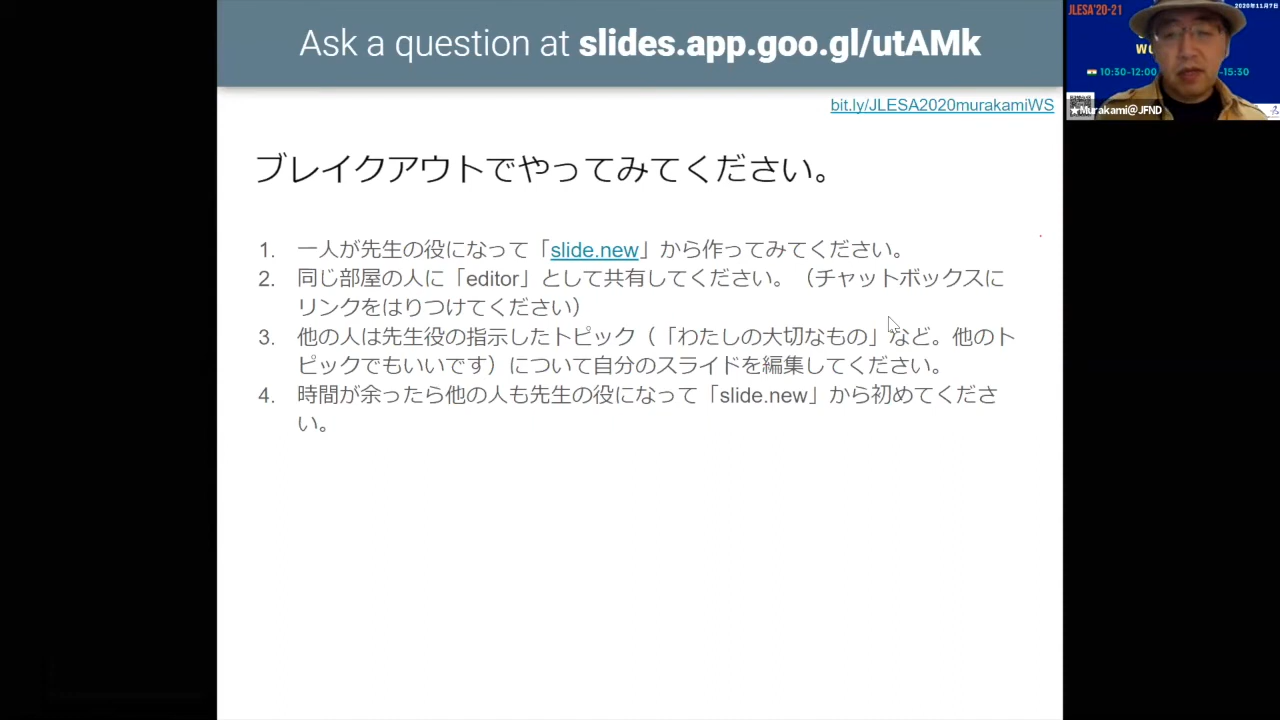 Ask a question at slides.app.goo.gl/utAMk
bit.ly/JLESA2020murakamiWS
ブレイクアウトでやってみてください。
1. 一人が先生の役になって「slide.new」から作ってみてください。
2. 同じ部屋の人に「editor」として共有してください。（チャットボックスに
リンクをはりつけてください）
3. 他の人は先生役の指示したトピック（「わたしの大切なもの」など。他のト
ピックでもいいです）について自分のスライドを編集してください。
4. 時間が余ったら他の人も先生の役になって「slide.new」から初めてくださ
い。
JLESA'20-21
2020年11月7日
10:30-12:00
-15:30
★Murakami@JFND